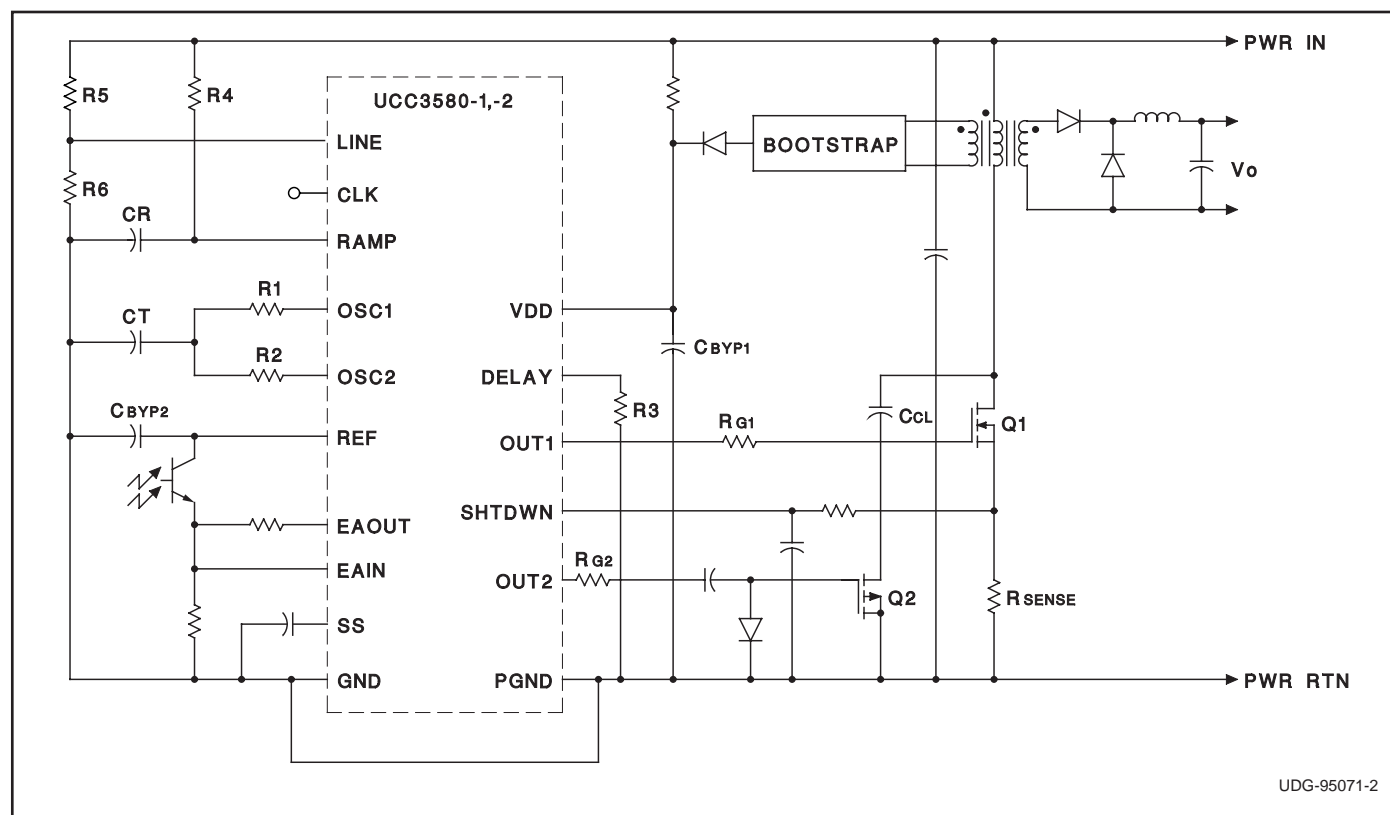 PWR IN
R5
R4
UCC3580-1,-2
LINE
BOOTSTRAP
Vo
R6
CLK
CR
RAMP
R1
OSC1
VDD
CT
CBYP1
R2
OSC2
DELAY
CBYP2
R3
CCL
RG1
Q1
REF
OUT1
SHTDWN
EAOUT
RG2
EAIN
OUT2
Q2
RSENSE
SS
GND
PGND
PWR RTN
UDG-95071-2